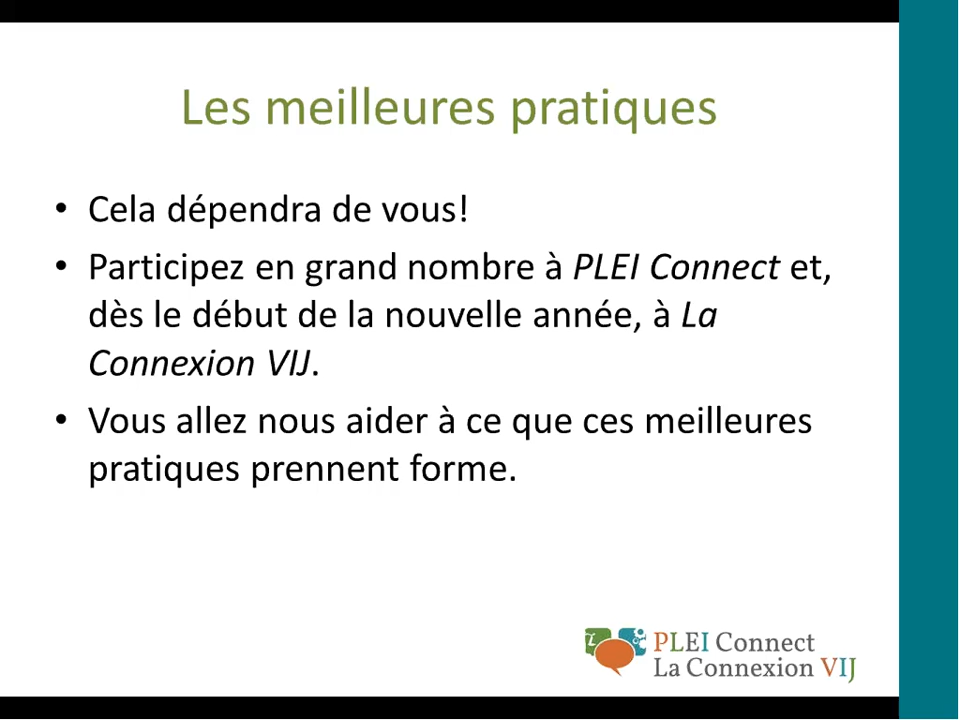 Les meilleures pratiques
• Cela dépendra de vous!
• Participez en grand nombre à PLEI Connect et,
dès le début de la nouvelle année, à La
Connexion VIJ.
• Vous allez nous aider à ce que ces meilleures
pratiques prennent forme.
PLEI Connect
La Connexion VIJ